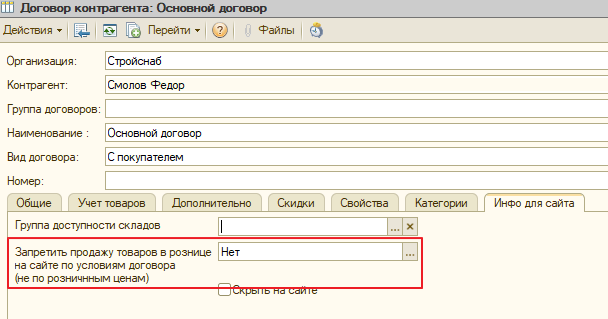 Договор контрагента: Основной договор
Действия Перейти ? Файлы
Организация: Стройснаб
Контрагент: Смолов Федор
Группа договоров:
Наименование : Основной договор
Вид договора: С покупателем
Номер:
Общие Учет товаров Дополнительно Скидки Свойства Категории Инфо для сайта
Группа доступности складов ... ×
Запретить продажу товаров в рознице Нет ...
на сайте по условиям договора
(не по розничнным ценам)
Скрыть на сайте